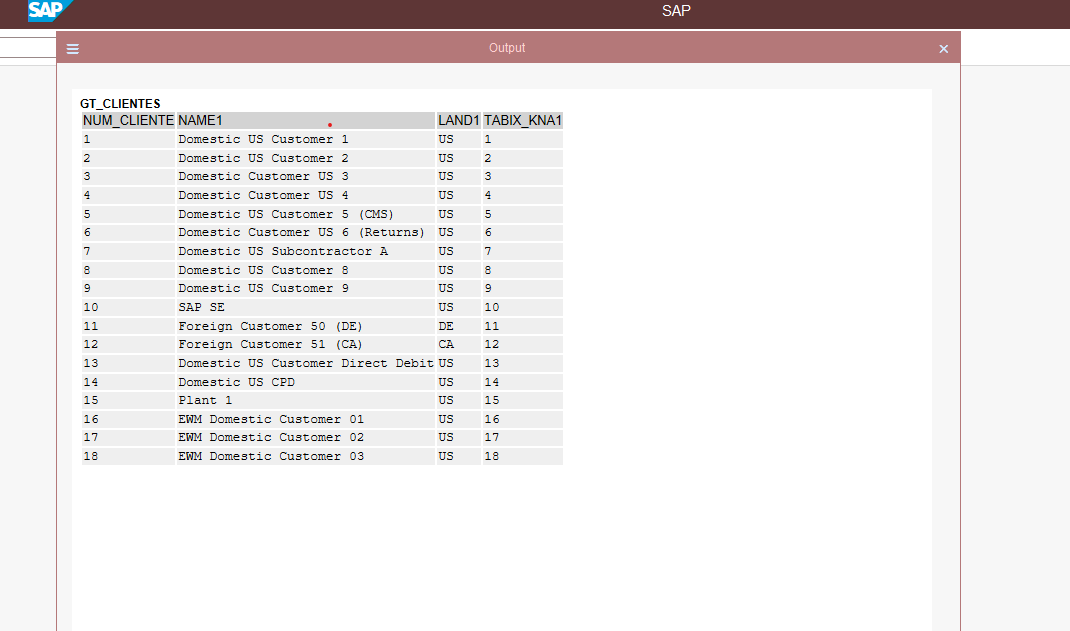 SAP SAP
Output
GT_CLIENTES
NUM_CLIENTE NAME1 LAND1 TABIX_KNA1
1 Domestic US Customer 1 US 1
2 Domestic US Customer 2 US 2
3 Domestic Customer US 3 US 3
4 Domestic Customer US 4 US 4
5 Domestic US Customer 5 (CMS) US 5
6 Domestic Customer US 6 (Returns) US 6
7 Domestic US Subcontractor A US 7
8 Domestic US Customer 8 US 8
9 Domestic US Customer 9 US 9
10 SAP SE US 10
11 Foreign Customer 50 (DE) DE 11
12 Foreign Customer 51 (CA) CA 12
13 Domestic US Customer Direct Debit US 13
14 Domestic US CPD US 14
15 Plant 1 US 15
16 EWM Domestic Customer 01 US 16
17 EWM Domestic Customer 02 US 17
18 EWM Domestic Customer 03 US 18